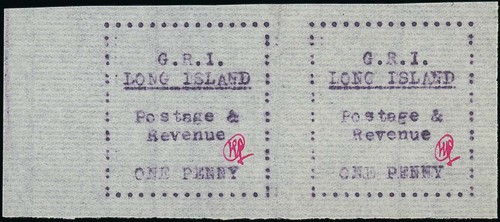 G.R.I.
LONG ISLAND
Postage &
Revenue
ONE PENNY
G.R.I.
LONG ISLAND
Postage &
Revenue
ONE PENNY